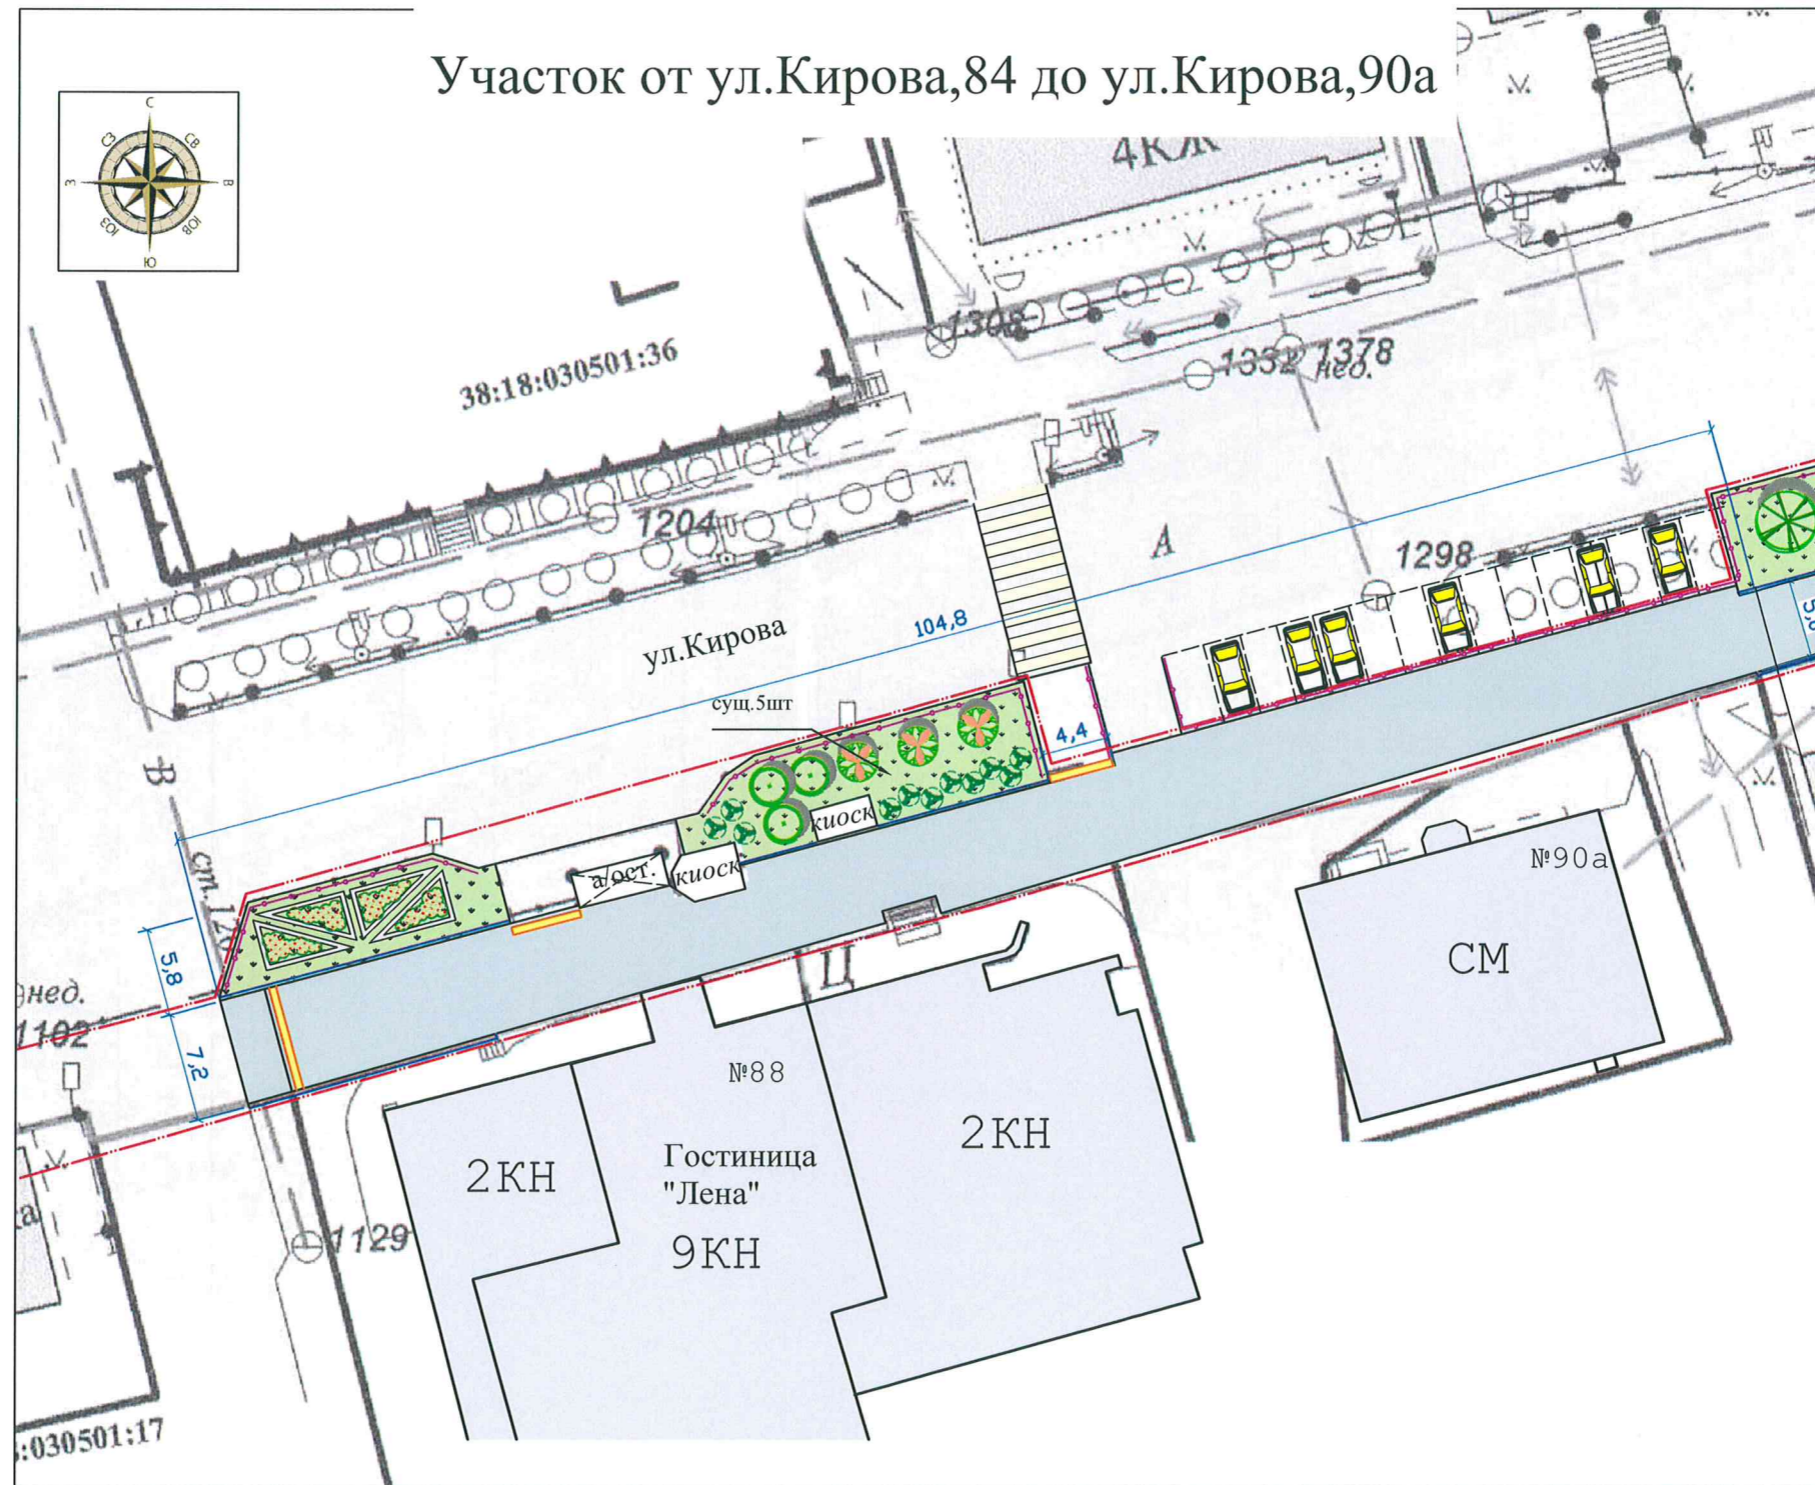 Участок от ул.Кирова,84 до ул.Кирова,90а
С
СЗ
СВ
З
В
ЮЗ
ЮВ
Ю
4КЖ
38:18:030501:36
1308
1332
1378
нед.
1204
А
1298
ул.Кирова
104,8
сущ.5шт
4,4
В
киоск
а/ост.
киоск
№90а
5,8
Ц
СМ
нед.
1102
7,2
№88
2КН
2КН
Гостиница
"Лена"
9КН
1129
:030501:17